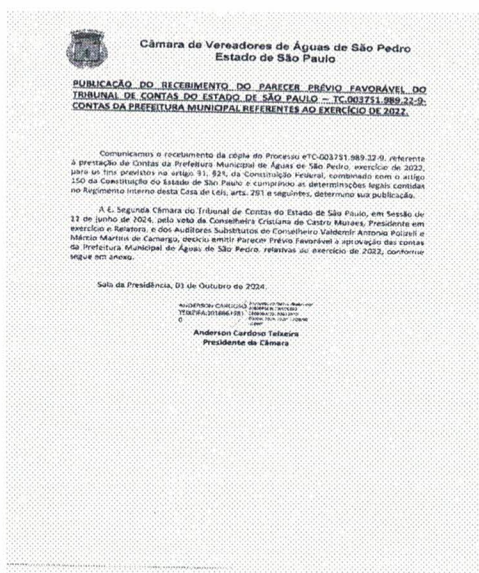 Câmara de Vereadores de Águas de São Pedro
Estado de São Paulo
PUBLICAÇÃO DO RECEBIMENTO DO PARECER PRÉVIO FAVORÁVEL DO
TRIBUNAL DE CONTAS DO ESTADO DE SÃO PAULO – TC.003751.989.22-9-
CONTAS DA PREFEITURA MUNICIPAL REFERENTES AO EXERCÍCIO DE 2022.
Comunicamos o recebimento da cópia do Processo eTC-003751.989.22-9, referente
à prestação de Contas da Prefeitura Municipal de Águas de São Pedro, exercício de 2022,
para os fins previstos no artigo 31, §2º, da Constituição Federal, combinado com o artigo
150 da Constituição do Estado de São Paulo e cumprindo as determinações legais contidas
no Regimento Interno desta Casa de Leis, arts. 291 e seguintes, determino sua publicação.
A E. Segunda Câmara do Tribunal de Contas do Estado de São Paulo, em Sessão de
de junho de 2024, pelo voto da Conselheira Cristiana de Castro Moraes, Presidente em
exercício e Relatora, e dos Auditores Substitutos de Conselheiro Valdenir Antonio Polizeli e
Márcio Martins de Camargo, decidiu emitir Parecer Prévio Favorável à aprovação das contas
da Prefeitura Municipal de Águas de São Pedro, relativas ao exercício de 2022, conforme
segue em anexo.
Sala da Presidência, 01 de Outubro de 2024.
ANDERSON CARDOSO
Anderson Cardoso Teixeira
Presidente da Câmara